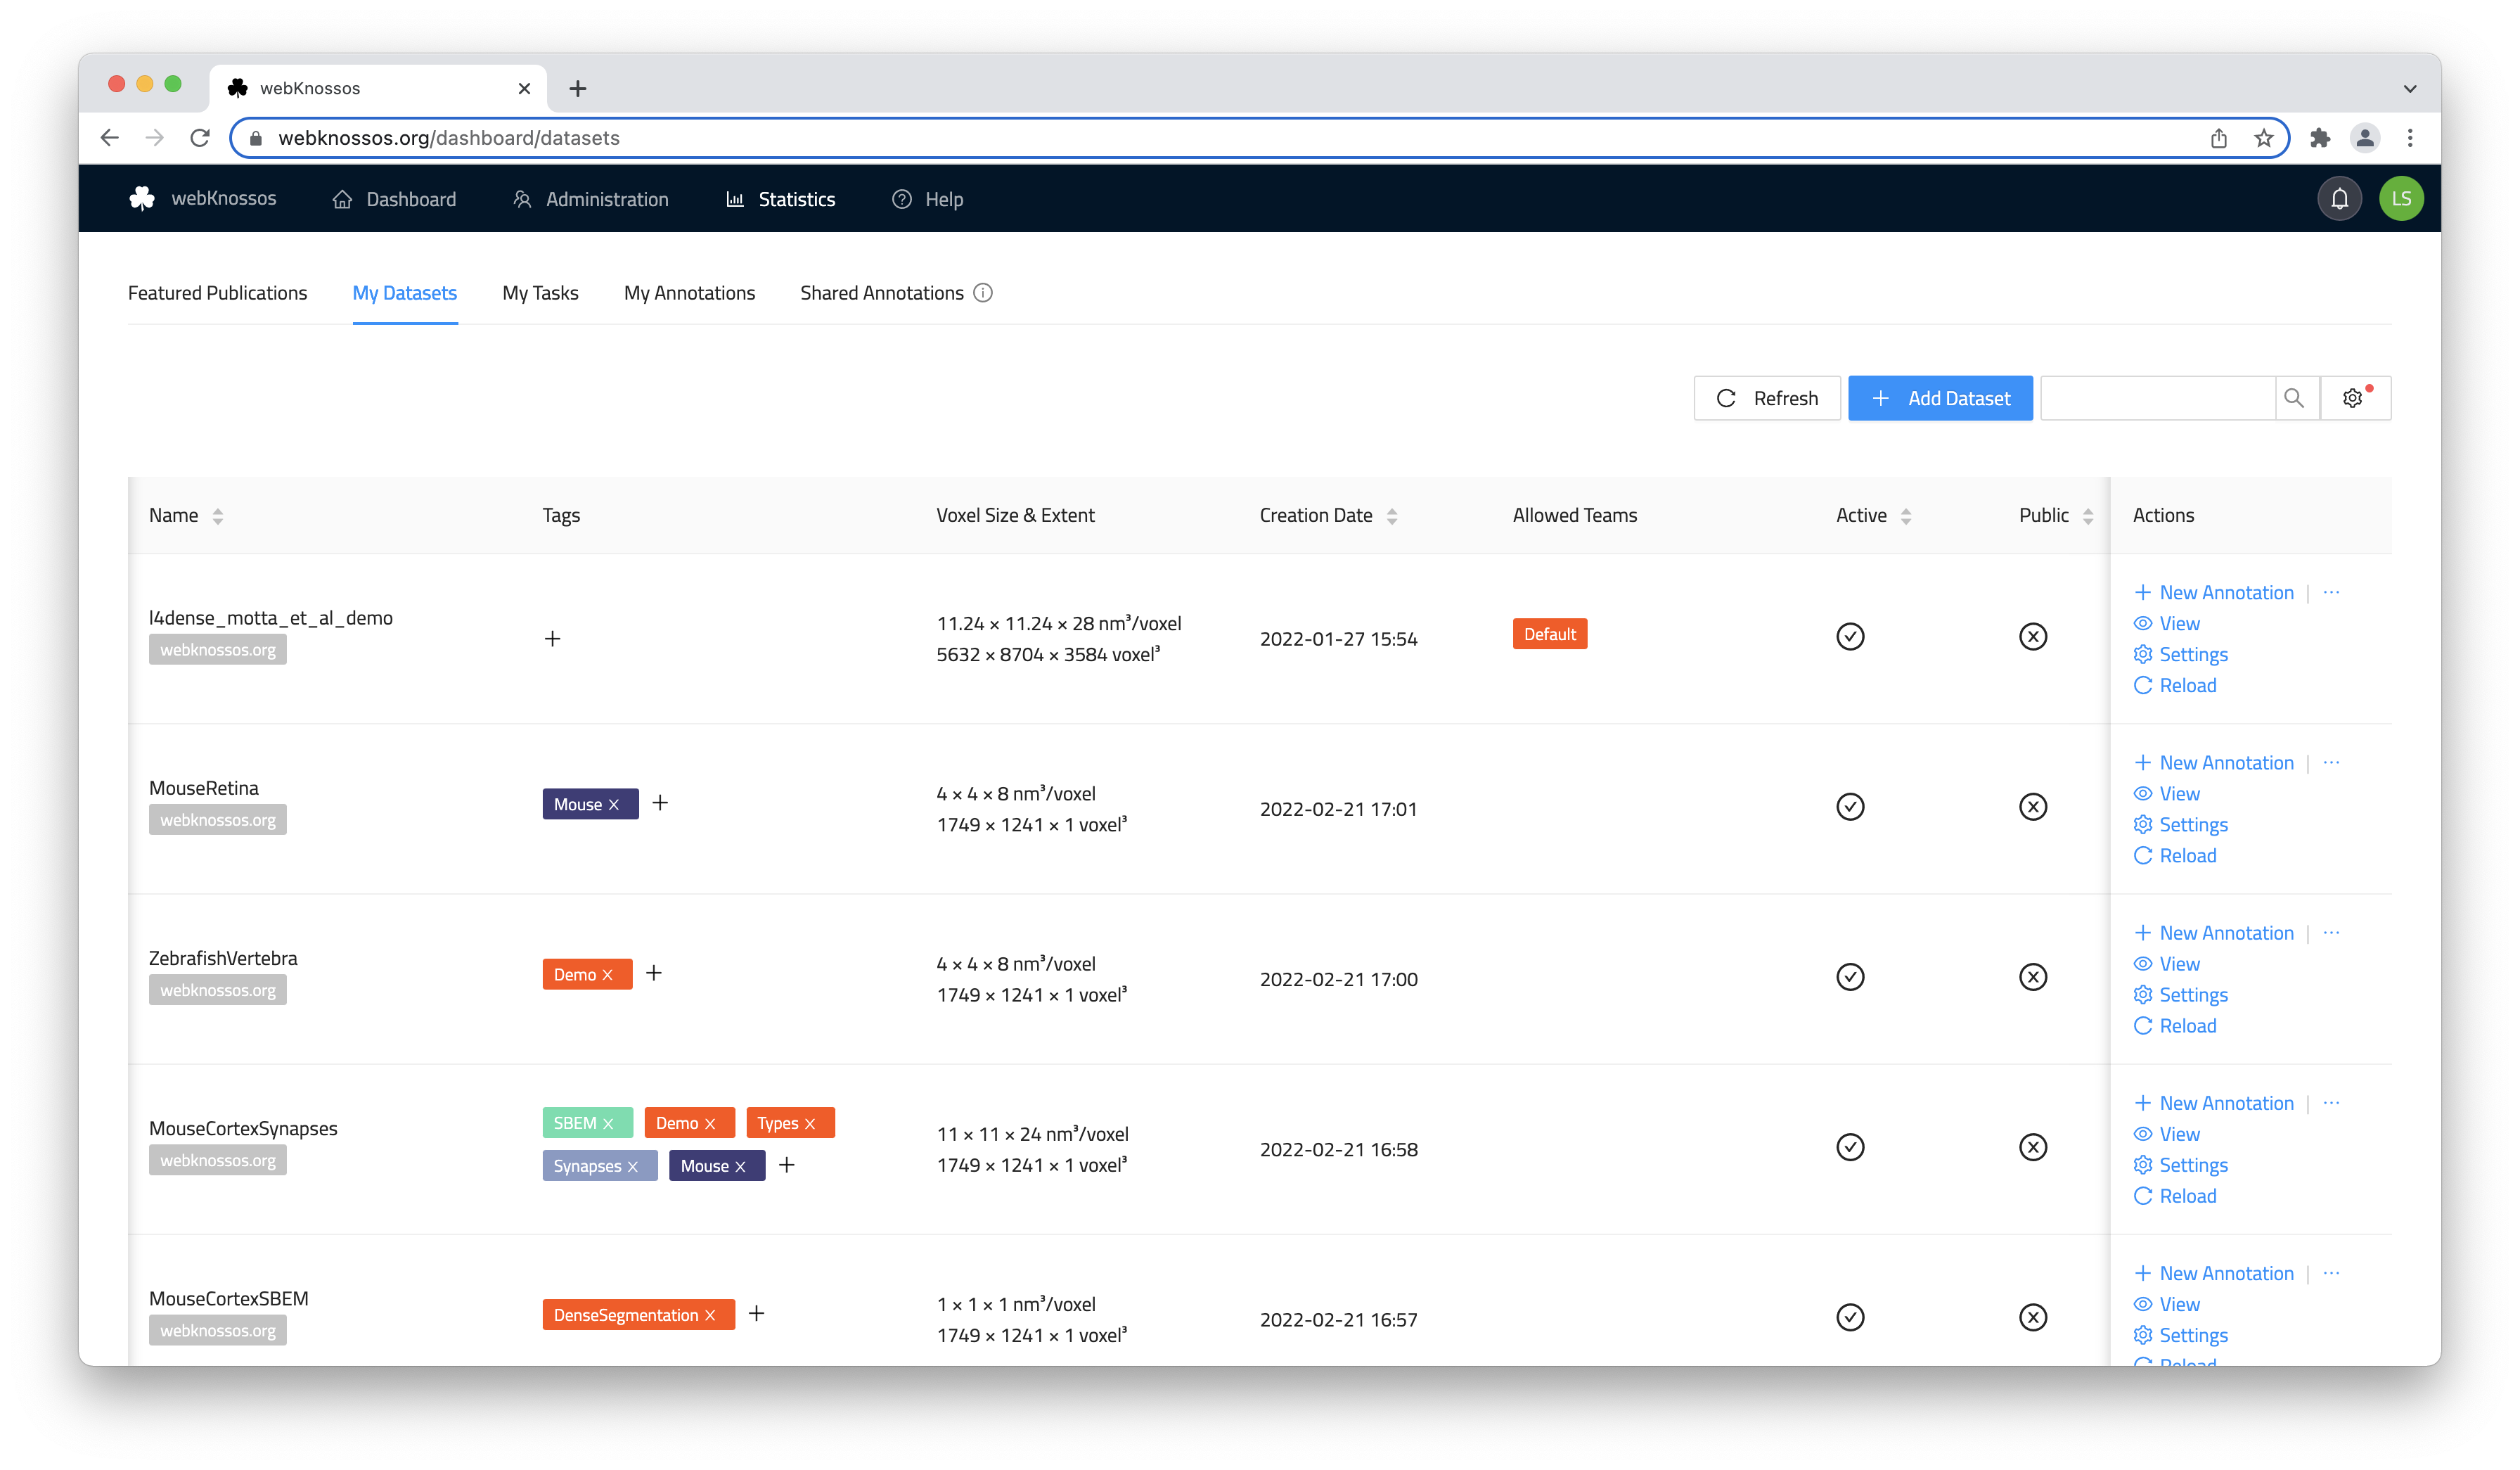 webKnossos
webknossos.org/dashboard/datasets
webKnossos Dashboard Administration Statistics Help LS
Featured Publications My Datasets My Tasks My Annotations Shared Annotations
Refresh Add Dataset
Name Tags Voxel Size & Extent Creation Date Allowed Teams Active Public Actions
l4dense_motta_et_al_demo
webknossos.org
11.24 × 11.24 × 28 nm³/voxel
5632 × 8704 × 3584 voxel³
2022-01-27 15:54
Default
New Annotation
View
Settings
Reload
MouseRetina
webknossos.org
Mouse
4 × 4 × 8 nm³/voxel
1749 × 1241 × 1 voxel³
2022-02-21 17:01
New Annotation
View
Settings
Reload
ZebrafishVertebra
webknossos.org
Demo
4 × 4 × 8 nm³/voxel
1749 × 1241 × 1 voxel³
2022-02-21 17:00
New Annotation
View
Settings
Reload
MouseCortexSynapses
webknossos.org
SBEM Demo Types
Synapses Mouse
11 × 11 × 24 nm³/voxel
1749 × 1241 × 1 voxel³
2022-02-21 16:58
New Annotation
View
Settings
Reload
MouseCortexSBEM
webknossos.org
DenseSegmentation
1 × 1 × 1 nm³/voxel
1749 × 1241 × 1 voxel³
2022-02-21 16:57
New Annotation
View
Settings
Reload